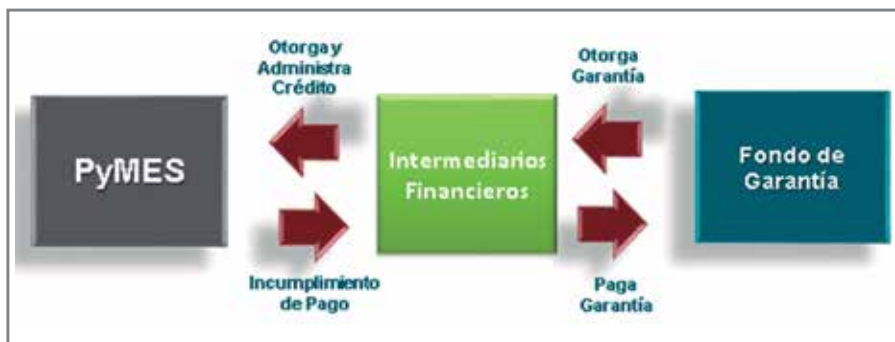 Otorga y
Administra
Crédito
Otorga
Garantía
PyMES
Intermediarios
Financieros
Fondo de
Garantía
Incumplimiento
de Pago
Paga
Garantía